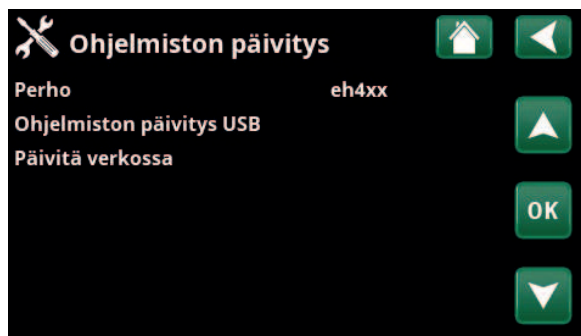 Ohjelmiston päivitys
Perho eh4xx
Ohjelmiston päivitys USB
Päivitä verkossa
OK